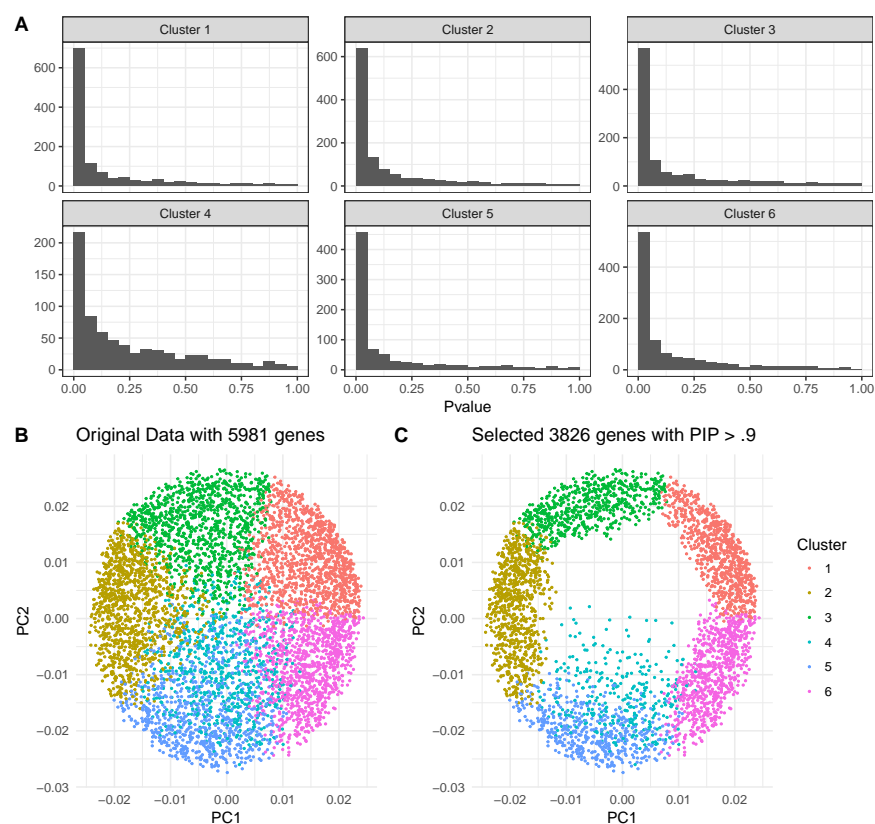 A
Cluster 1
Cluster 2
Cluster 3
600
400
200
0
600
400
200
0
400
200
0
Cluster 4
Cluster 5
Cluster 6
200
150
100
50
0
400
300
200
100
0
400
200
0
0.00 0.25 0.50 0.75 1.00
0.00 0.25 0.50 0.75 1.00
0.00 0.25 0.50 0.75 1.00
Pvalue
B Original Data with 5981 genes
0.02
0.01
0.00
−0.01
−0.02
−0.03
PC2
−0.02 −0.01 0.00 0.01 0.02
PC1
C Selected 3826 genes with PIP > .9
0.02
0.01
0.00
−0.01
−0.02
−0.03
PC2
−0.02 −0.01 0.00 0.01 0.02
PC1
Cluster
1
2
3
4
5
6